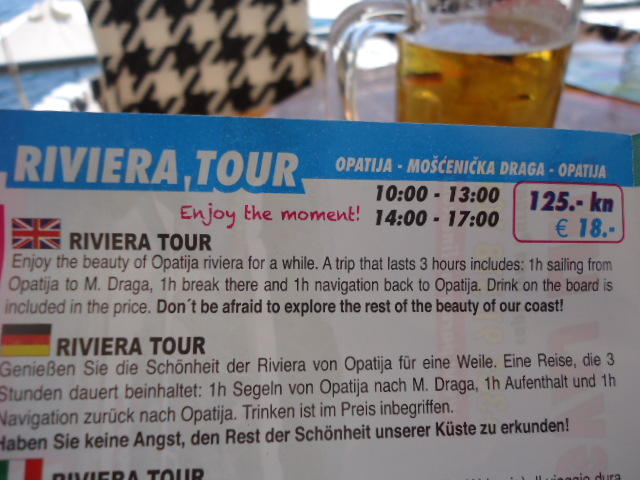 RIVIERA TOUR
OPATIJA - MOŠĆENIČKA DRAGA - OPATIJA
Enjoy the moment!
10:00 - 13:00
14:00 - 17:00
125.- kn
€ 18.-
RIVIERA TOUR
Enjoy the beauty of Opatija riviera for a while. A trip that lasts 3 hours includes: 1h sailing from
Opatija to M. Draga, 1h break there and 1h navigation back to Opatija. Drink on the board is
included in the price. Don´t be afraid to explore the rest of the beauty of our coast!
RIVIERA TOUR
Genießen Sie die Schönheit der Riviera von Opatija für eine Weile. Eine Reise, die 3
Stunden dauert beinhaltet: 1h Segeln von Opatija nach M. Draga, 1h Aufenthalt und 1h
Navigation zurück nach Opatija. Trinken ist im Preis inbegriffen.
Haben Sie keine Angst, den Rest der Schönheit unserer Küste zu erkunden!
RIVIERA TOUR
il viaggio dura